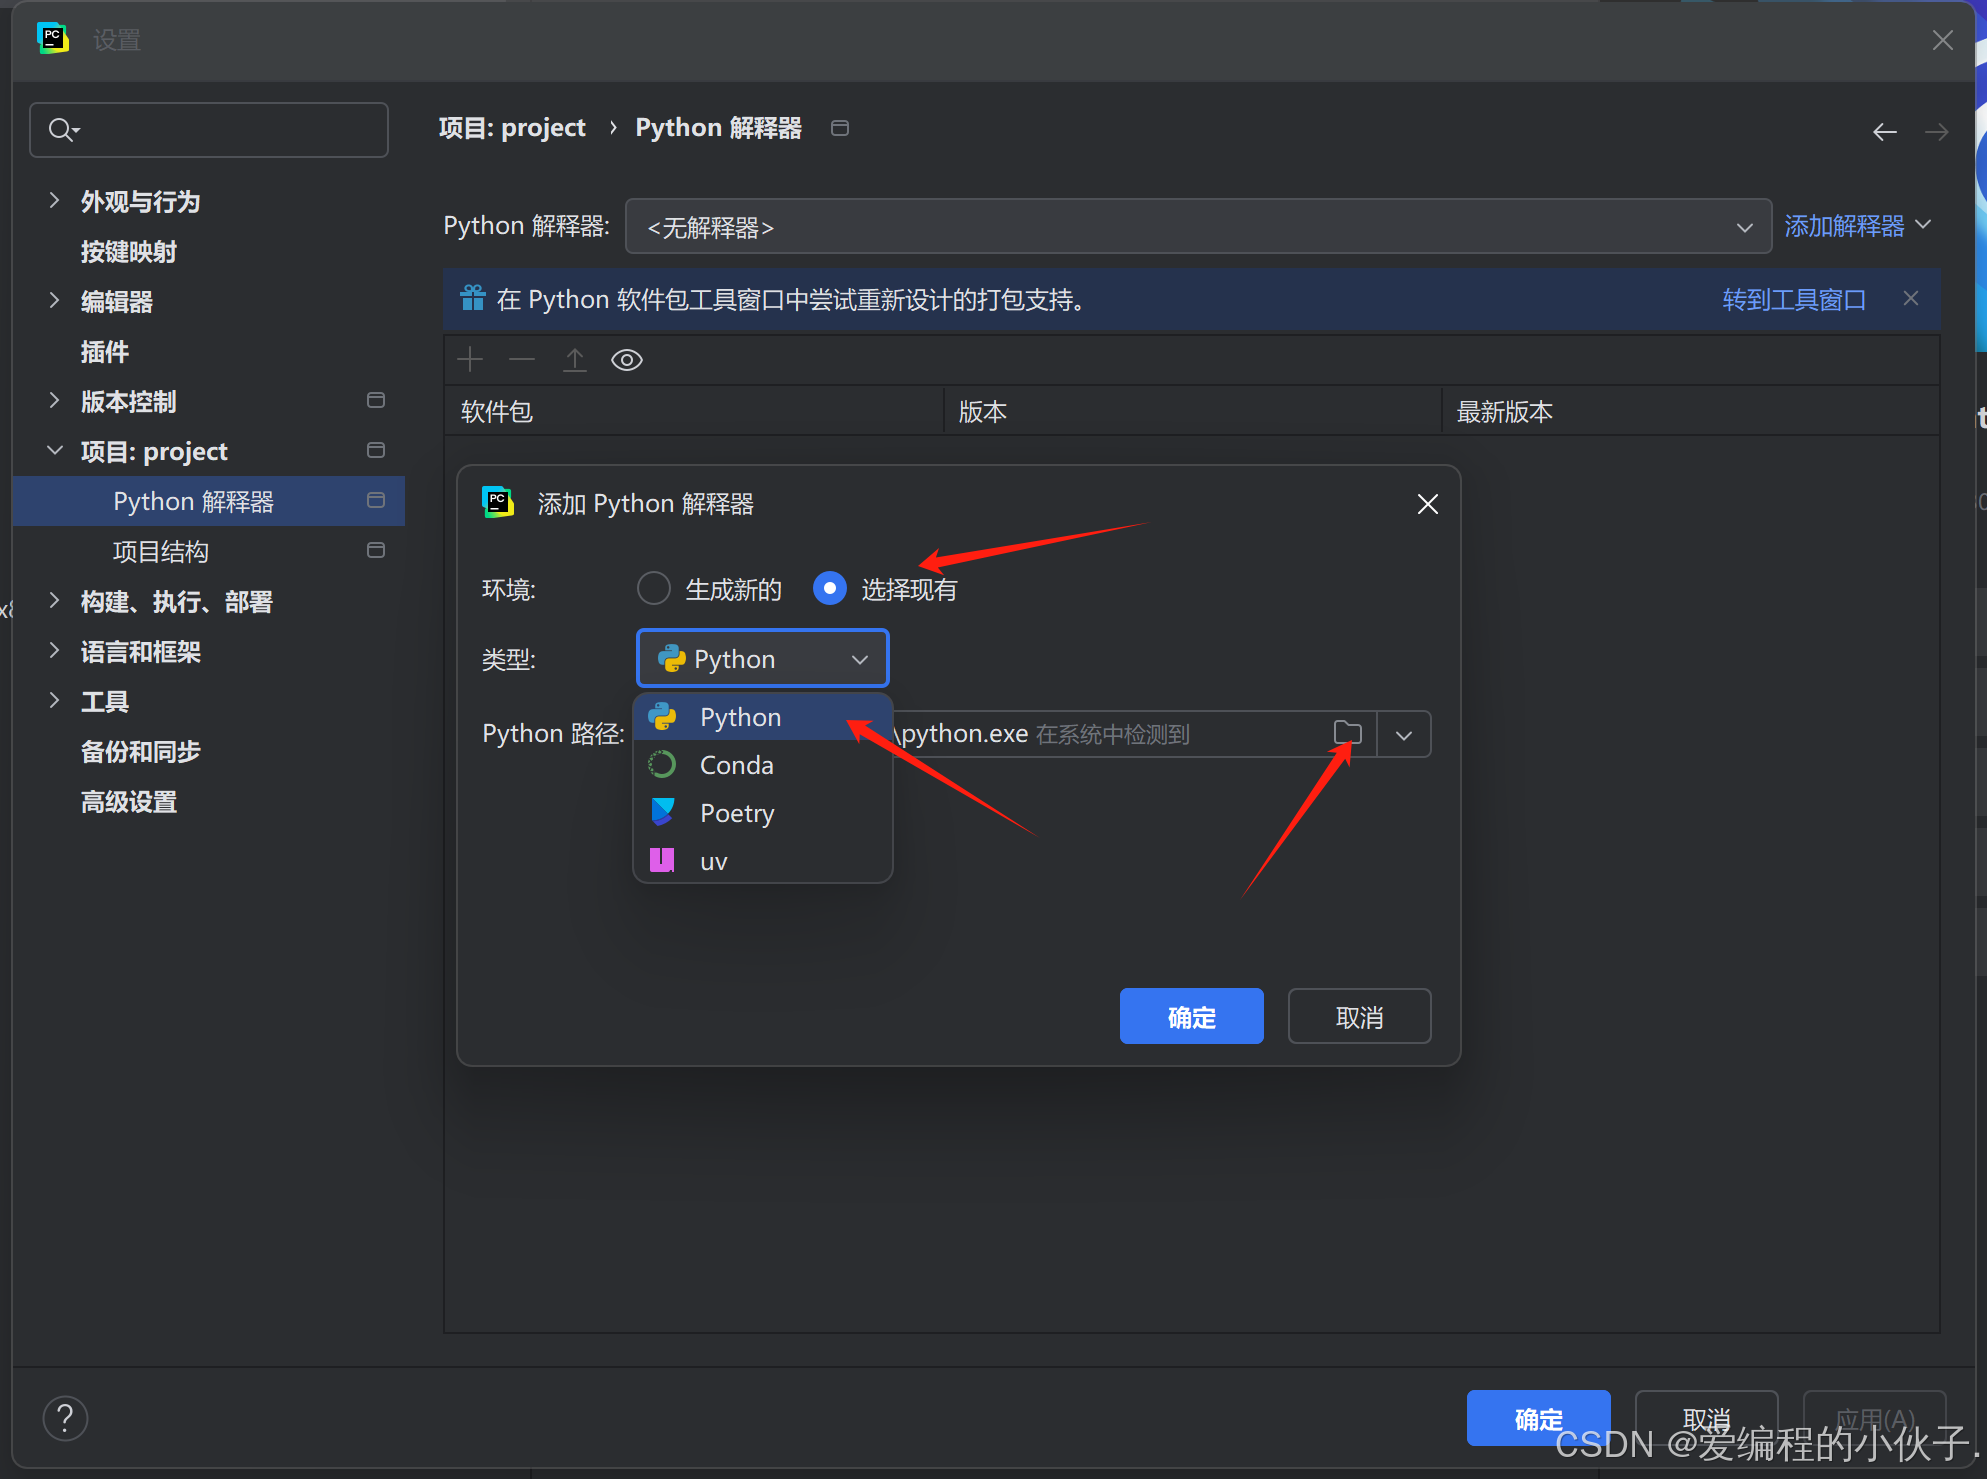 PC
设置
项目: project › Python 解释器
外观与行为
按键映射
编辑器
插件
版本控制
项目: project
Python 解释器
项目结构
构建、执行、部署
语言和框架
工具
备份和同步
高级设置
Python 解释器: <无解释器> 添加解释器
在 Python 软件包工具窗口中尝试重新设计的打包支持。 转到工具窗口
软件包 版本 最新版本
PC
添加 Python 解释器
环境: 生成新的 选择现有
类型: Python
Python 路径: \python.exe 在系统中检测到
Python
Conda
Poetry
uv
确定 取消
?
确定 取消 应用(A)
CSDN @爱编程的小伙子.